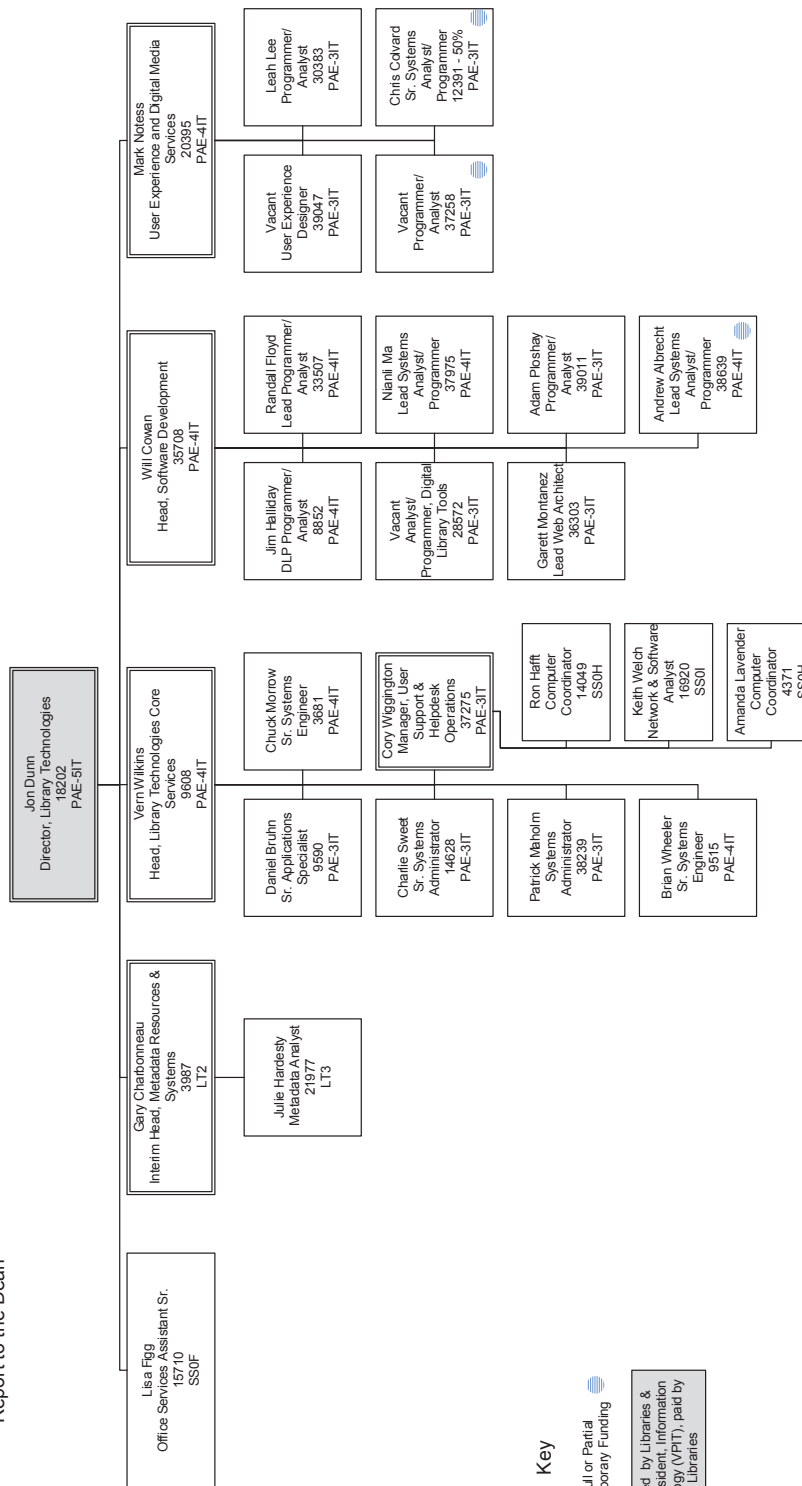 Report to the Dean
Jon Dunn
Director, Library Technologies
18202
PAE-5IT
Lisa Figg
Office Services Assistant Sr.
15710
SS0F
Gary Charbonneau
Interim Head, Metadata Resources &
Systems
3987
LT2
Julie Hardesty
Metadata Analyst
21977
LT3
Vern Wilkins
Head, Library Technologies Core
Services
9608
PAE-4IT
Daniel Bruhn
Sr. Applications
Specialist
9590
PAE-3IT
Chuck Morrow
Sr. Systems
Engineer
3681
PAE-4IT
Charlie Sweet
Sr. Systems
Administrator
14628
PAE-3IT
Cory Wiggington
Manager, User
Support &
Helpdesk
Operations
37275
PAE-3IT
Patrick Maholm
Systems
Administrator
38239
PAE-3IT
Brian Wheeler
Sr. Systems
Engineer
9515
PAE-4IT
Ron Hafft
Computer
Coordinator
14049
SS0H
Keith Welch
Network & Software
Analyst
16920
SS0I
Amanda Lavender
Computer
Coordinator
4371
SS0H
Will Cowan
Head, Software Development
35708
PAE-4IT
Jim Halliday
DLP Programmer/
Analyst
8852
PAE-4IT
Randall Floyd
Lead Programmer/
Analyst
33507
PAE-4IT
Vacant
Analyst/
Programmer, Digital
Library Tools
28572
PAE-3IT
Nianli Ma
Lead Systems
Analyst/
Programmer
37975
PAE-4IT
Garett Montanez
Lead Web Architect
36303
PAE-3IT
Adam Ploshay
Programmer/
Analyst
39011
PAE-3IT
Andrew Albrecht
Lead Systems
Analyst/
Programmer
38639
PAE-4IT
Mark Notess
User Experience and Digital Media
Services
20395
PAE-4IT
Vacant
User Experience
Designer
39047
PAE-3IT
Leah Lee
Programmer/
Analyst
30383
PAE-3IT
Vacant
Programmer/
Analyst
37258
PAE-3IT
Chris Colvard
Sr. Systems
Analyst/
Programmer
12391 - 50%
PAE-3IT
Key
ull or Partial
porary Funding
ed by Libraries &
sident, Information
ogy (VPIT), paid by
Libraries